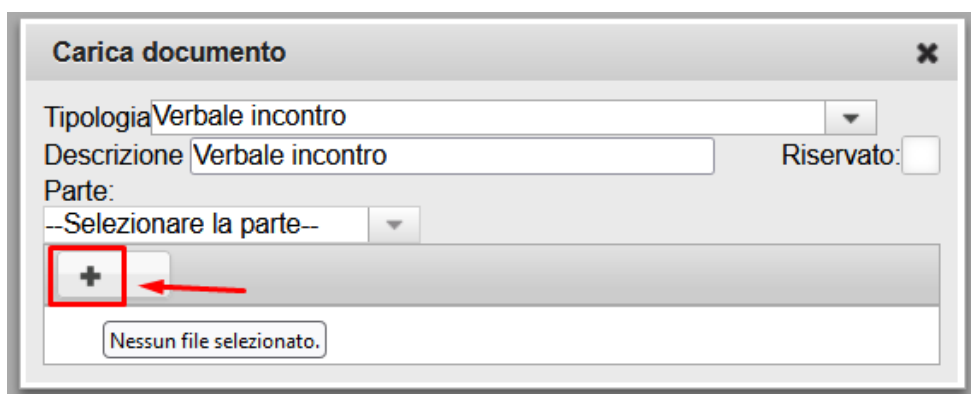 Carica documento
Tipologia Verbale incontro
Descrizione Verbale incontro Riservato:
Parte:
--Selezionare la parte--
Nessun file selezionato.